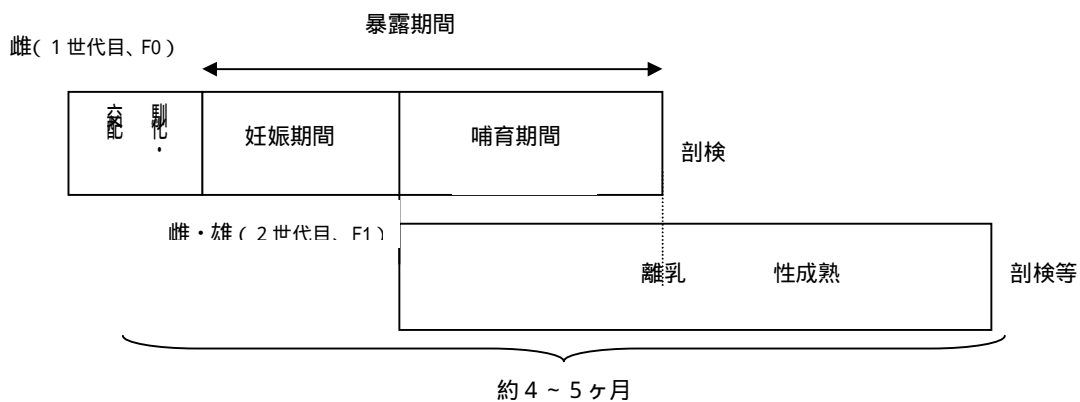 暴露期間
雌(1世代目、F0)
馴化・
交配
妊娠期間
哺育期間
剖検
雌・雄(2世代目、F1)
離乳
性成熟
剖検等
約4~5ヶ月